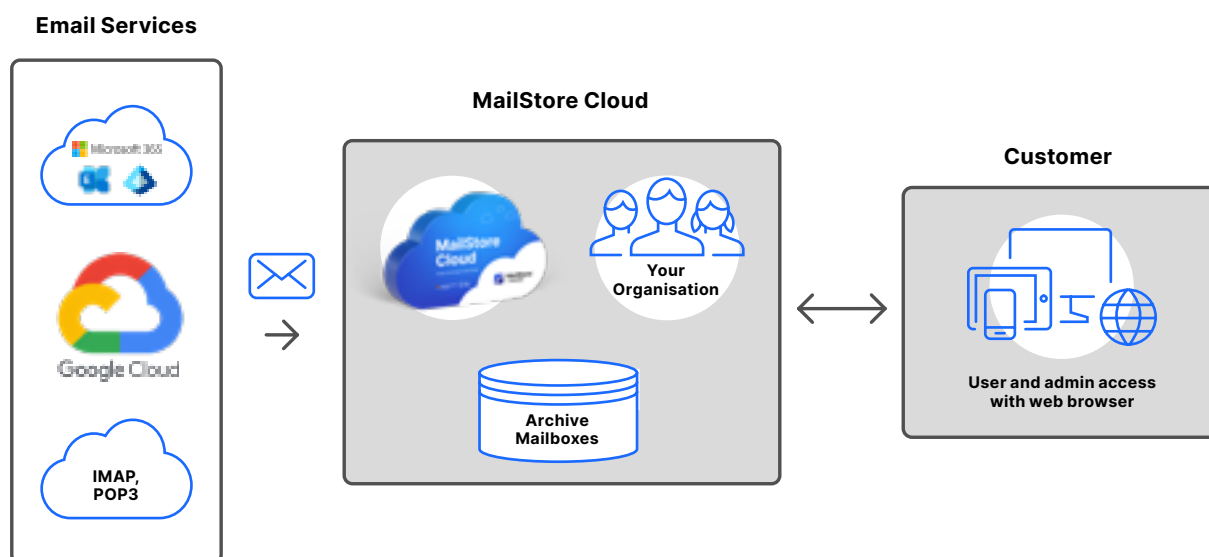 Email Services
Microsoft 365
Google Cloud
IMAP,
POP3
MailStore Cloud
MailStore
Cloud
Your
Organisation
Archive
Mailboxes
Customer
User and admin access
with web browser